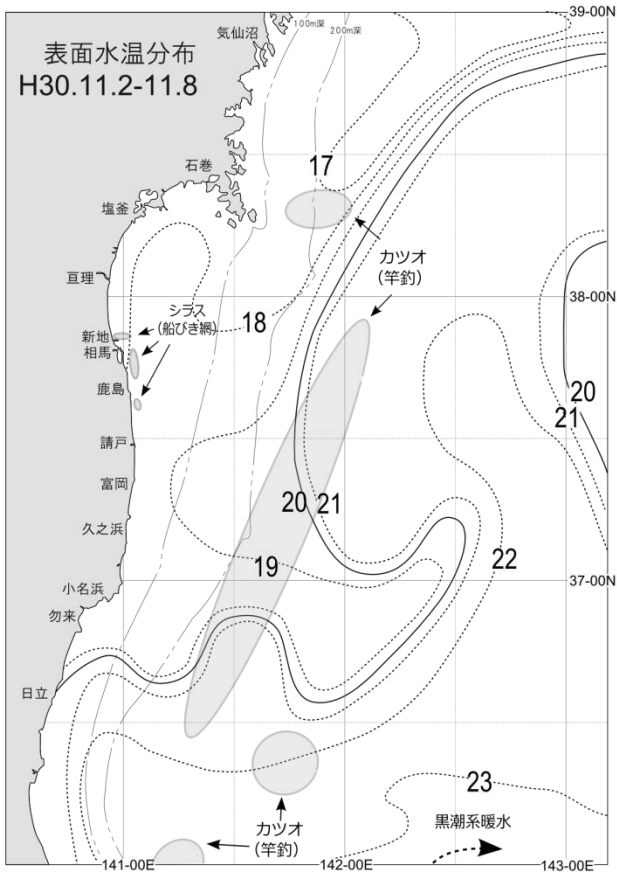 表面水温分布
H30.11.2-11.8
気仙沼
100m深
200m深
39-00N
石巻
17
塩釜
カツオ
(竿釣)
亘理
38-00N
シラス
(船びき網)
18
新地
相馬
鹿島
20
21
請戸
富岡
20
21
久之浜
22
19
小名浜
37-00N
勿来
日立
23
カツオ
(竿釣)
黒潮系暖水
141-00E
142-00E
143-00E